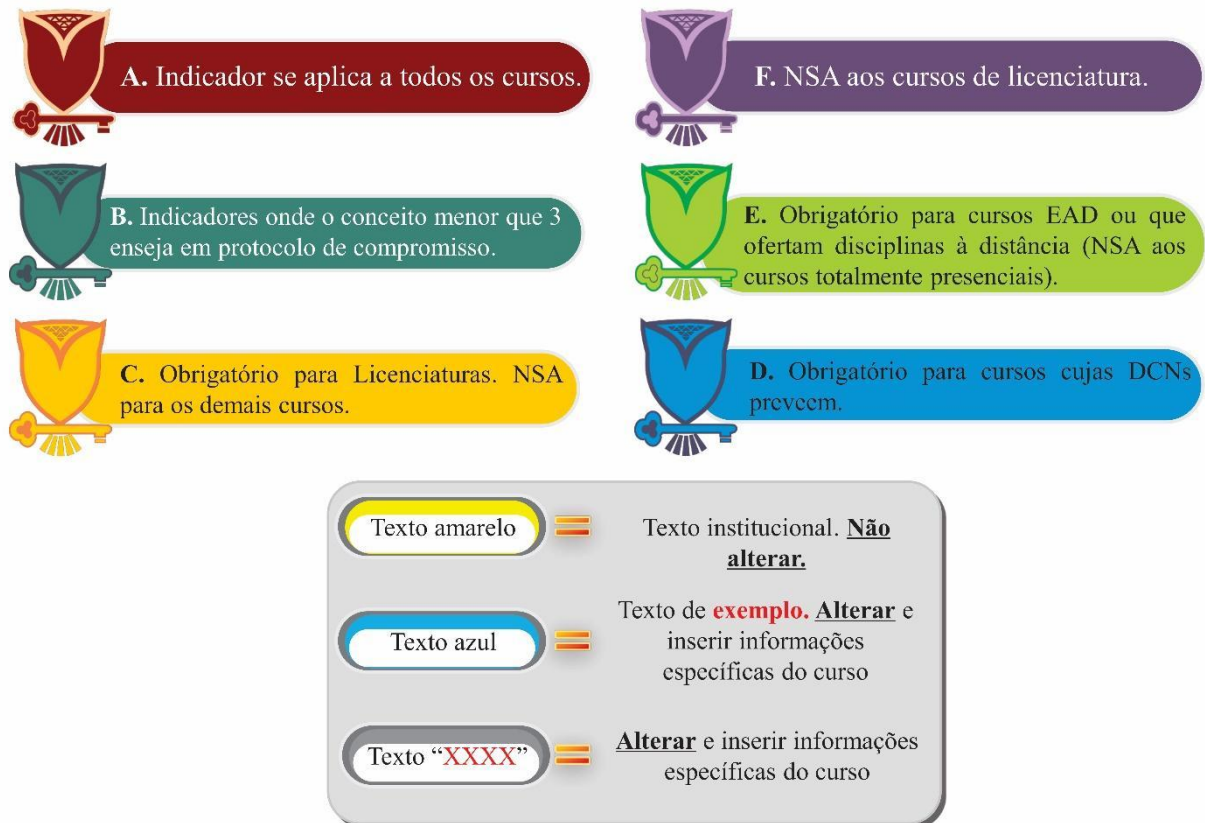 A. Indicador se aplica a todos os cursos.
F. NSA aos cursos de licenciatura.
B. Indicadores onde o conceito menor que 3
enseja em protocolo de compromisso.
E. Obrigatório para cursos EAD ou que
ofertam disciplinas à distância (NSA aos
cursos totalmente presenciais).
C. Obrigatório para Licenciaturas. NSA
para os demais cursos.
D. Obrigatório para cursos cujas DCNs
preveem.
Texto amarelo = Texto institucional. Não
alterar.
Texto azul = Texto de exemplo. Alterar e
inserir informações
específicas do curso
Texto “XXXX” = Alterar e inserir informações
específicas do curso